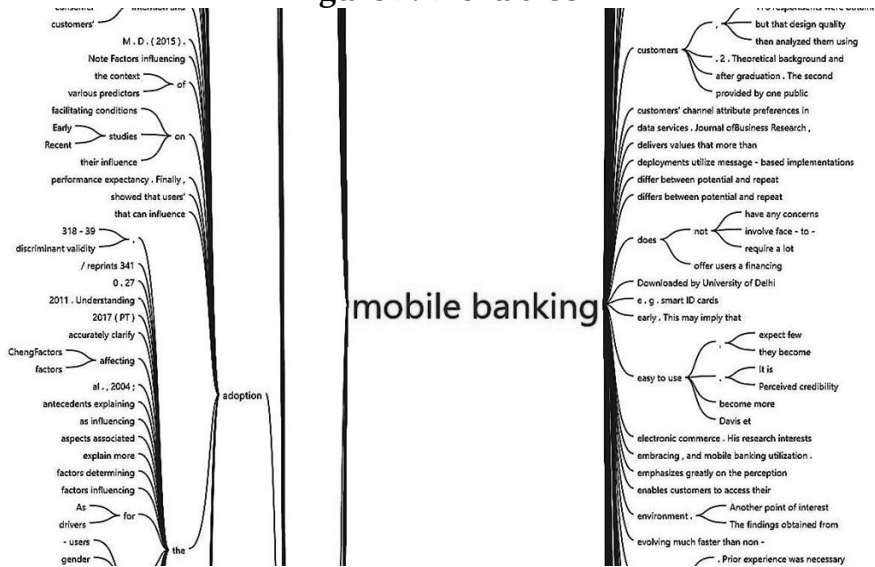 consumer
intention and
customers'
M . D . ( 2015 ) .
Note Factors influencing
the context
various predictors
of
facilitating conditions
Early
Recent
studies
on
their influence
performance expectancy . Finally ,
showed that users'
that can influence
318 - 39
discriminant validity
.
/ reprints 341
0 . 27
2011 . Understanding
2017 ( PT )
accurately clarify
ChengFactors
factors
affecting
al . , 2004 ;
antecedents explaining
as influencing
aspects associated
explain more
factors determining
factors influencing
As
drivers
for
- users
gender
the
adoption
mobile banking
customers
,
but that design quality
then analyzed them using
. 2 . Theoretical background and
after graduation . The second
provided by one public
customers' channel attribute preferences in
data services . Journal ofBusiness Research ,
delivers values that more than
deployments utilize message - based implementations
differ between potential and repeat
differs between potential and repeat
does
not
have any concerns
involve face - to -
require a lot
offer users a financing
Downloaded by University of Delhi
e . g . smart ID cards
early . This may imply that
easy to use
,
expect few
they become
.
It is
Perceived credibility
become more
Davis et
electronic commerce . His research interests
embracing , and mobile banking utilization .
emphasizes greatly on the perception
enables customers to access their
environment .
Another point of interest
The findings obtained from
evolving much faster than non -
. Prior experience was necessary